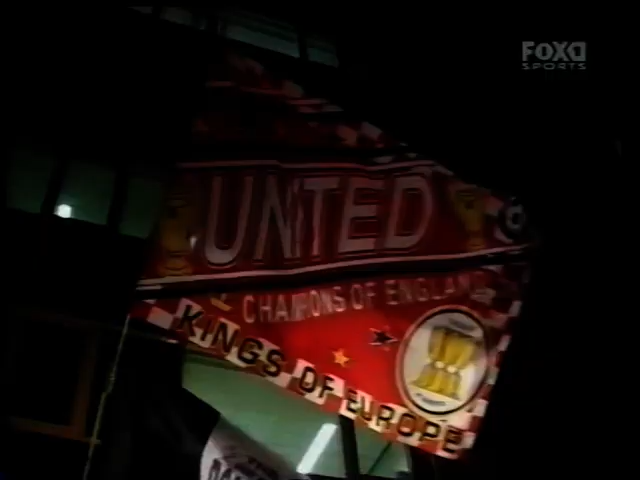 FOX
SPORTS
UNITED
CHAMPIONS OF ENGLAND
KINGS OF EUROPE